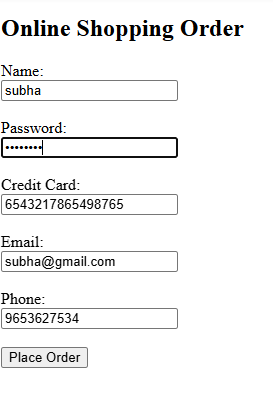 Online Shopping Order
Name:
subha
Password:
••••••••
Credit Card:
6543217865498765
Email:
subha@gmail.com
Phone:
9653627534
Place Order